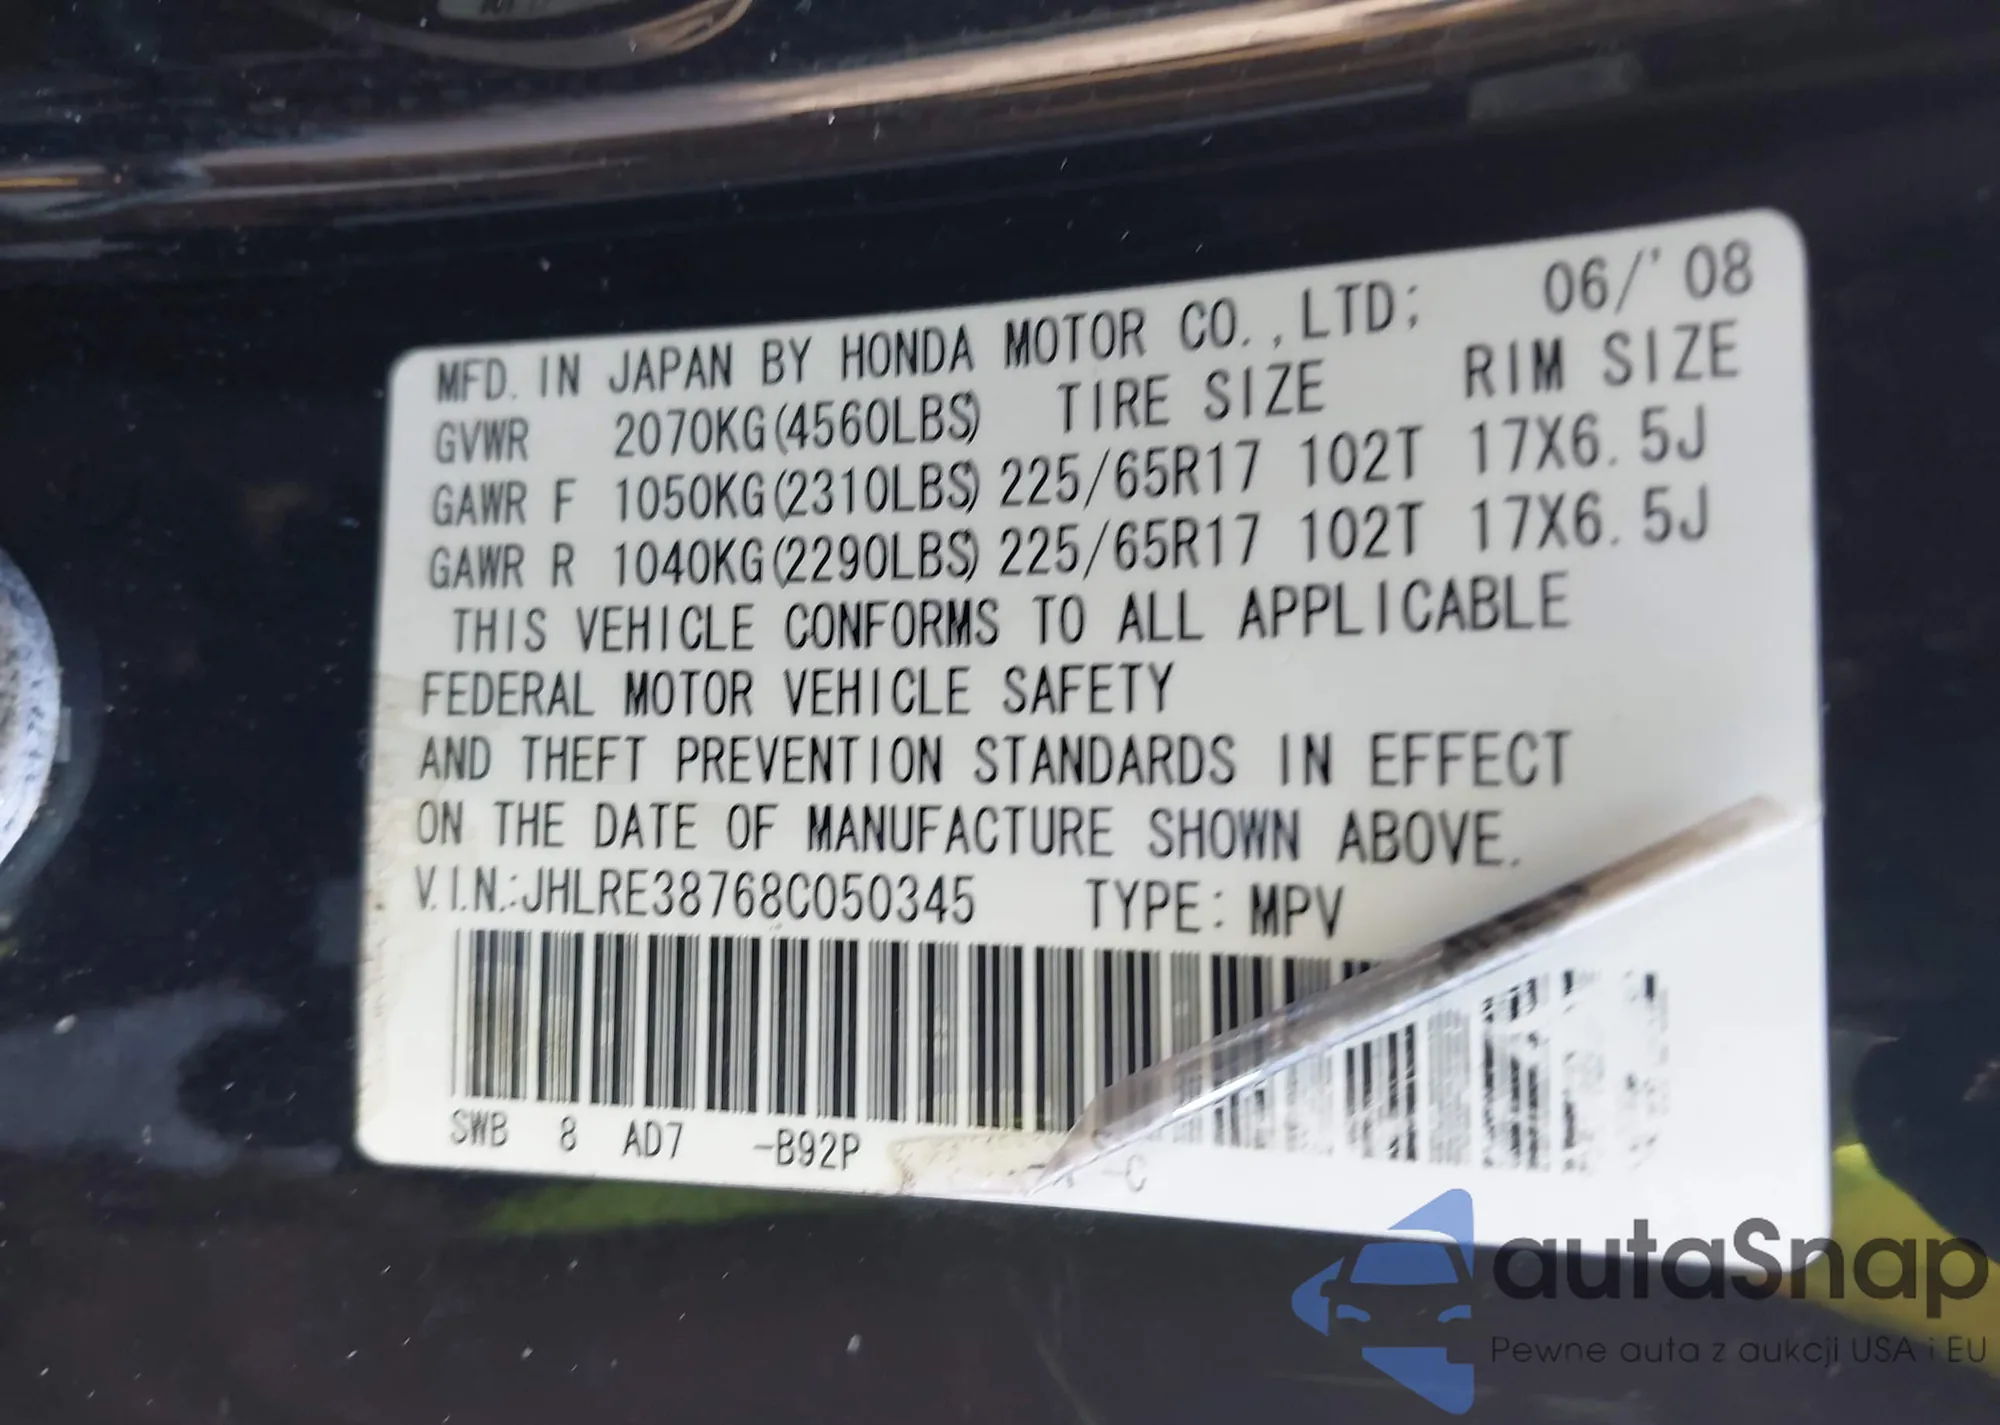 MFD. IN JAPAN BY HONDA MOTOR CO.,LTD; 06/'08
GVWR 2070KG(4560LBS) TIRE SIZE RIM SIZE
GAWR F 1050KG(2310LBS) 225/65R17 102T 17X6.5J
GAWR R 1040KG(2290LBS) 225/65R17 102T 17X6.5J
THIS VEHICLE CONFORMS TO ALL APPLICABLE
FEDERAL MOTOR VEHICLE SAFETY
AND THEFT PREVENTION STANDARDS IN EFFECT
ON THE DATE OF MANUFACTURE SHOWN ABOVE.
V.I.N.:JHLRE38768C050345 TYPE: MPV
SWB 8 AD7 -B92P -C
autaSnap
Pewne auta z aukcji USA i EU